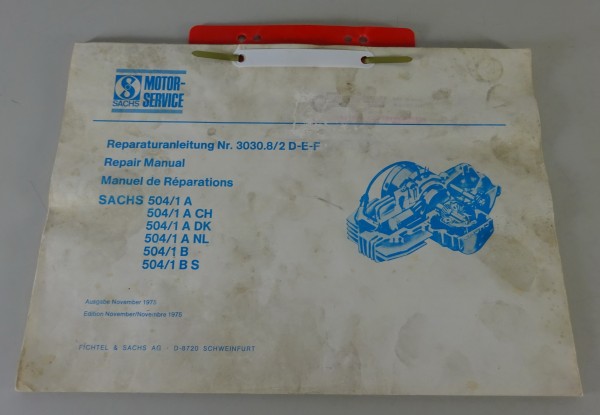 SACHS
MOTOR-
SERVICE
Reparaturanleitung Nr. 3030.8/2 D-E-F
Repair Manual
Manuel de Réparations
SACHS 504/1 A
504/1 A CH
504/1 A DK
504/1 A NL
504/1 B
504/1 B S
Ausgabe November 1975
Edition November/Novembre 1975
FICHTEL & SACHS AG · D-8720 SCHWEINFURT